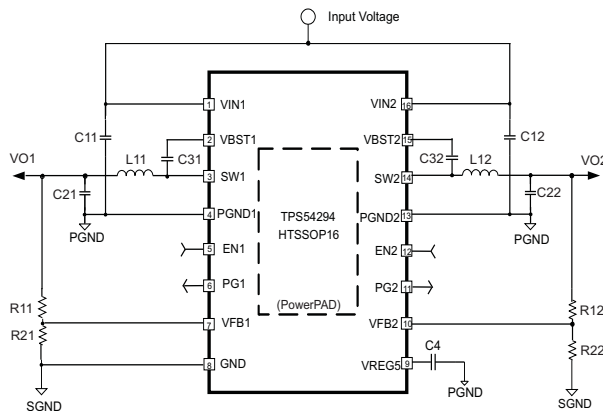 Input Voltage
1 VIN1
VIN2 16
C11
C12
2 VBST1
VBST2 15
VO1
L11
C31
C32
L12
VO2
3 SW1
SW2 14
C21
C22
4 PGND1
PGND2 13
TPS54294
HTSSOP16
PGND
PGND
5 EN1
EN2 12
6 PG1
PG2 11
(PowerPAD)
R11
R12
7 VFB1
VFB2 10
R21
R22
C4
8 GND
VREG5 9
PGND
SGND
SGND